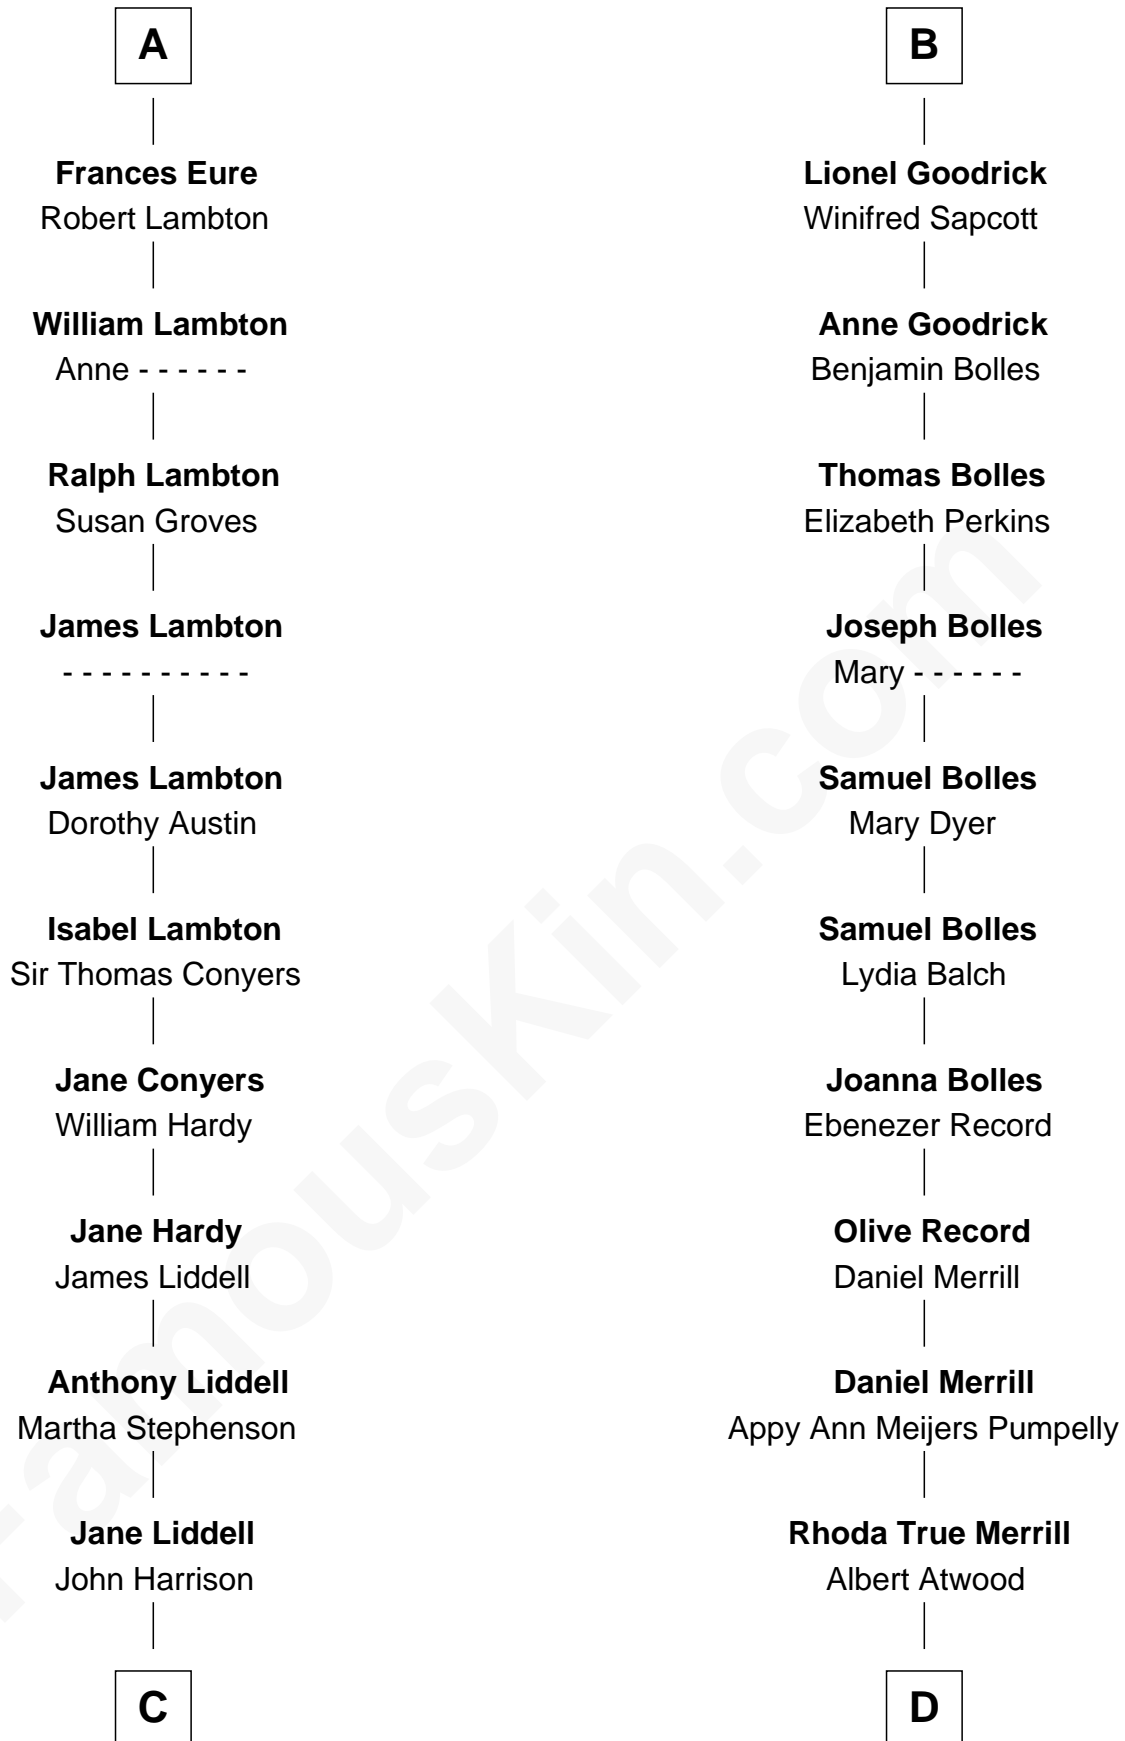 A
Frances Eure
Robert Lambton
William Lambton
Anne - - - - - -
Ralph Lambton
Susan Groves
James Lambton
- - - - - - - - - -
James Lambton
Dorothy Austin
Isabel Lambton
Sir Thomas Conyers
Jane Conyers
William Hardy
Jane Hardy
James Liddell
Anthony Liddell
Martha Stephenson
Jane Liddell
John Harrison
C
B
Lionel Goodrick
Winifred Sapcott
Anne Goodrick
Benjamin Bolles
Thomas Bolles
Elizabeth Perkins
Joseph Bolles
Mary - - - - - -
Samuel Bolles
Mary Dyer
Samuel Bolles
Lydia Balch
Joanna Bolles
Ebenezer Record
Olive Record
Daniel Merrill
Daniel Merrill
Appy Ann Meijers Pumpelly
Rhoda True Merrill
Albert Atwood
D
FamousKin.com